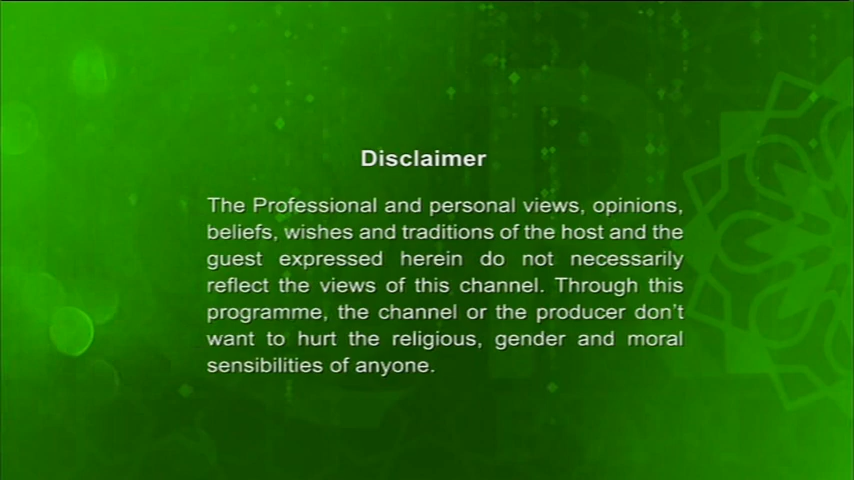 Disclaimer
The Professional and personal views, opinions,
beliefs, wishes and traditions of the host and the
guest expressed herein do not necessarily
reflect the views of this channel. Through this
programme, the channel or the producer don't
want to hurt the religious, gender and moral
sensibilities of anyone.